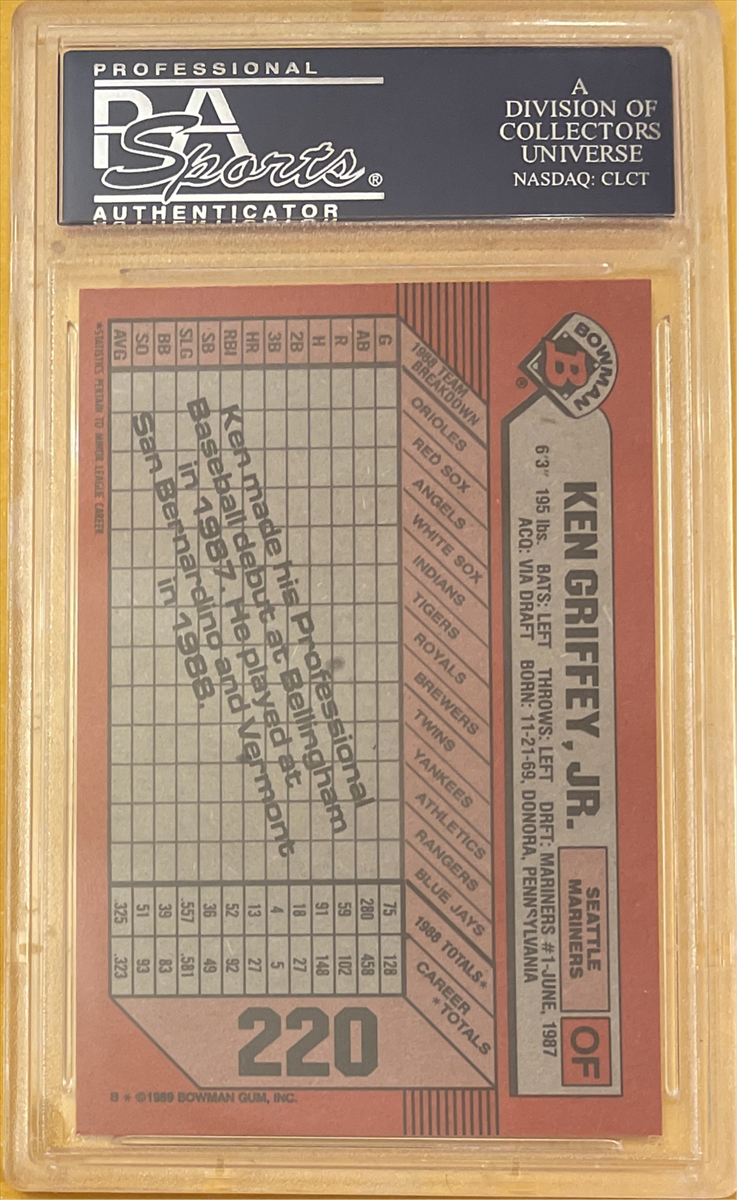 PROFESSIONAL
PSA
Sports®
AUTHENTICATOR
A
DIVISION OF
COLLECTORS
UNIVERSE
NASDAQ: CLCT
BOWMAN
B®
KEN GRIFFEY, JR.
SEATTLE
MARINERS
OF
6'3" 195 lbs. BATS: LEFT THROWS: LEFT DRFT: MARINERS #1-JUNE, 1987
ACQ: VIA DRAFT BORN: 11-21-69, DONORA, PENNSYLVANIA
1988 TEAM
BREAKDOWN
ORIOLES
RED SOX
ANGELS
WHITE SOX
INDIANS
TIGERS
ROYALS
BREWERS
TWINS
YANKEES
ATHLETICS
RANGERS
BLUE JAYS
1988 TOTALS*
CAREER
*TOTALS
G 75 128
AB 280 458
R 59 102
H 91 148
2B 18 27
3B 4 5
HR 13 27
RBI 52 92
SB 36 49
SLG .557 .581
BB 39 83
SO 51 93
AVG .325 .323
Ken made his Professional
Baseball debut at Bellingham
in 1987. He played at
San Bernardino and Vermont
in 1988.
220
*STATISTICS PERTAIN TO MINOR LEAGUE CAREER
B * ©1989 BOWMAN GUM, INC.